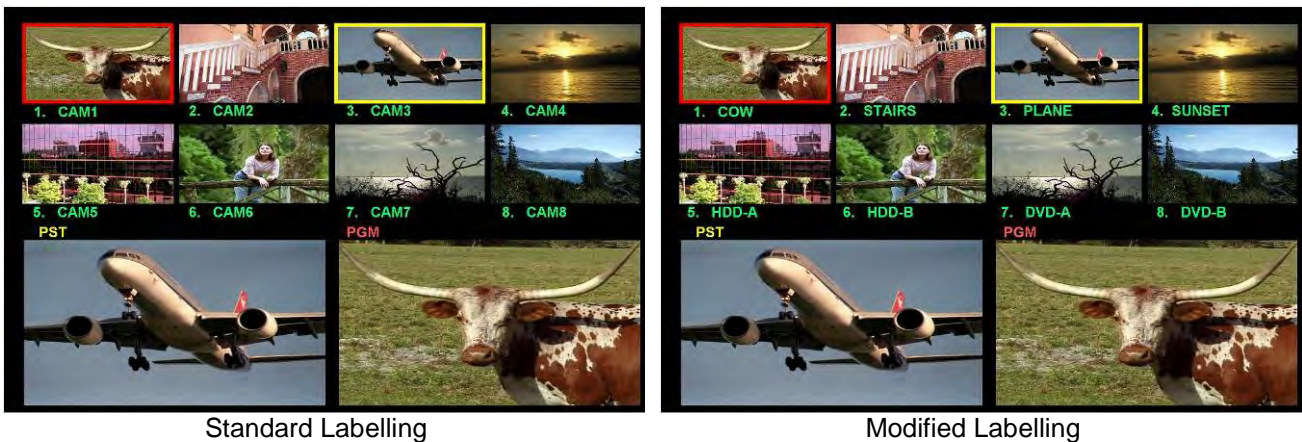 1. CAM1 2. CAM2 3. CAM3 4. CAM4
5. CAM5 6. CAM6 7. CAM7 8. CAM8
PST PGM
Standard Labelling
1. COW 2. STAIRS 3. PLANE 4. SUNSET
5. HDD-A 6. HDD-B 7. DVD-A 8. DVD-B
PST PGM
Modified Labelling